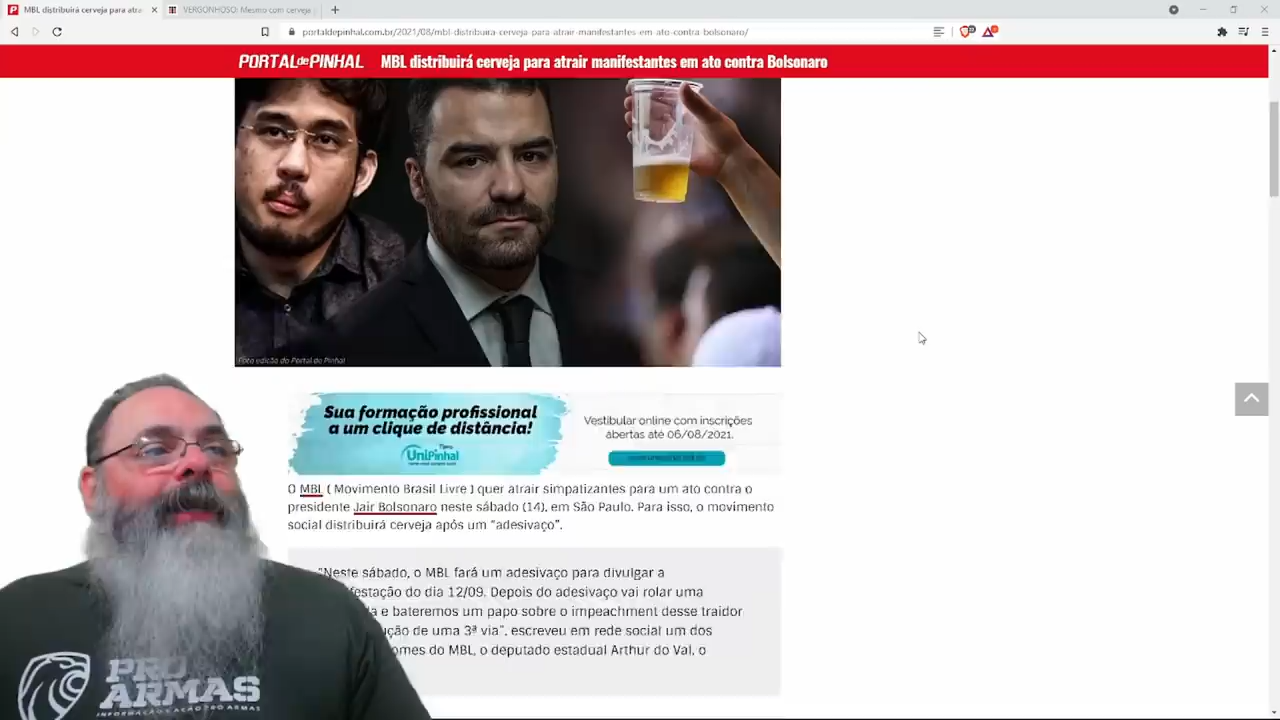 MBL distribuirá cerveja para atra
VERGONHOSO: Mesmo com cerveja
portaldepinhal.com.br/2021/08/mbl-distribuira-cerveja-para-atrair-manifestantes-em-ato-contra-bolsonaro/
PORTAL de PINHAL MBL distribuirá cerveja para atrair manifestantes em ato contra Bolsonaro
Foto edição do Portal do Pinhal
Sua formação profissional
a um clique de distância!
UniPinhal
Vestibular online com inscrições
abertas até 06/08/2021.
O MBL ( Movimento Brasil Livre ) quer atrair simpatizantes para um ato contra o
presidente Jair Bolsonaro neste sábado (14), em São Paulo. Para isso, o movimento
social distribuirá cerveja após um “adesivaço”.
"Neste sábado, o MBL fará um adesivaço para divulgar a
festação do dia 12/09. Depois do adesivaço vai rolar uma
a e bateremos um papo sobre o impeachment desse traidor
ução de uma 3ª via”, escreveu em rede social um dos
omes do MBL, o deputado estadual Arthur do Val, o
PRO
ARMAS
INFORMAÇÃO E AÇÃO PRO ARMAS